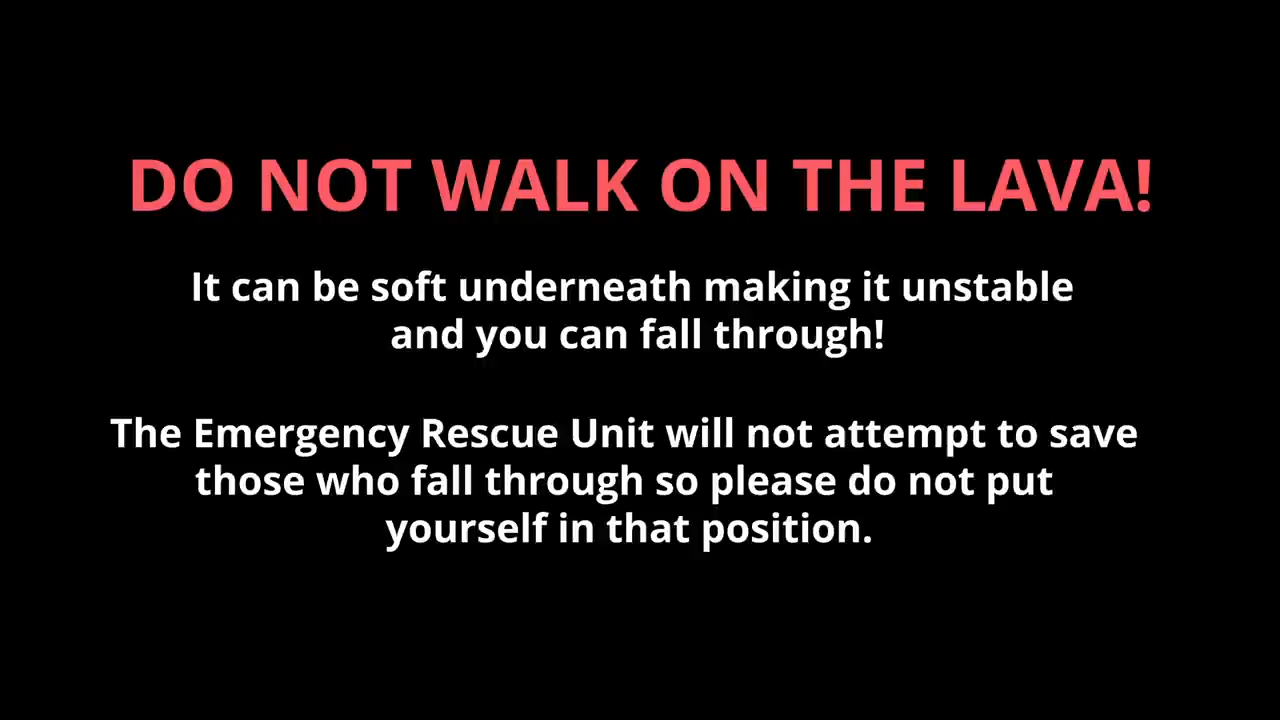 DO NOT WALK ON THE LAVA!
It can be soft underneath making it unstable
and you can fall through!
The Emergency Rescue Unit will not attempt to save
those who fall through so please do not put
yourself in that position.